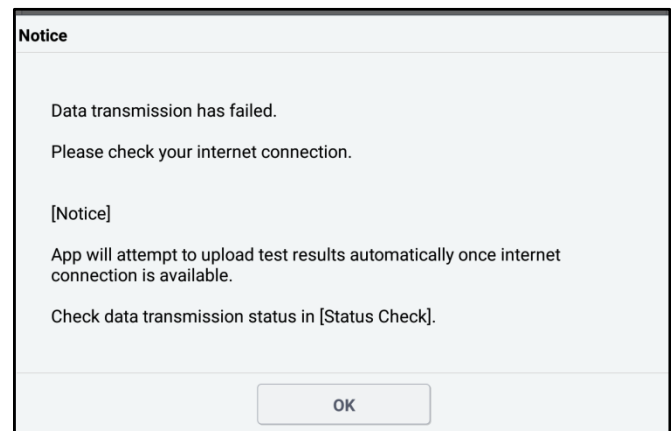 Notice
Data transmission has failed.
Please check your internet connection.
[Notice]
App will attempt to upload test results automatically once internet
connection is available.
Check data transmission status in [Status Check].
OK